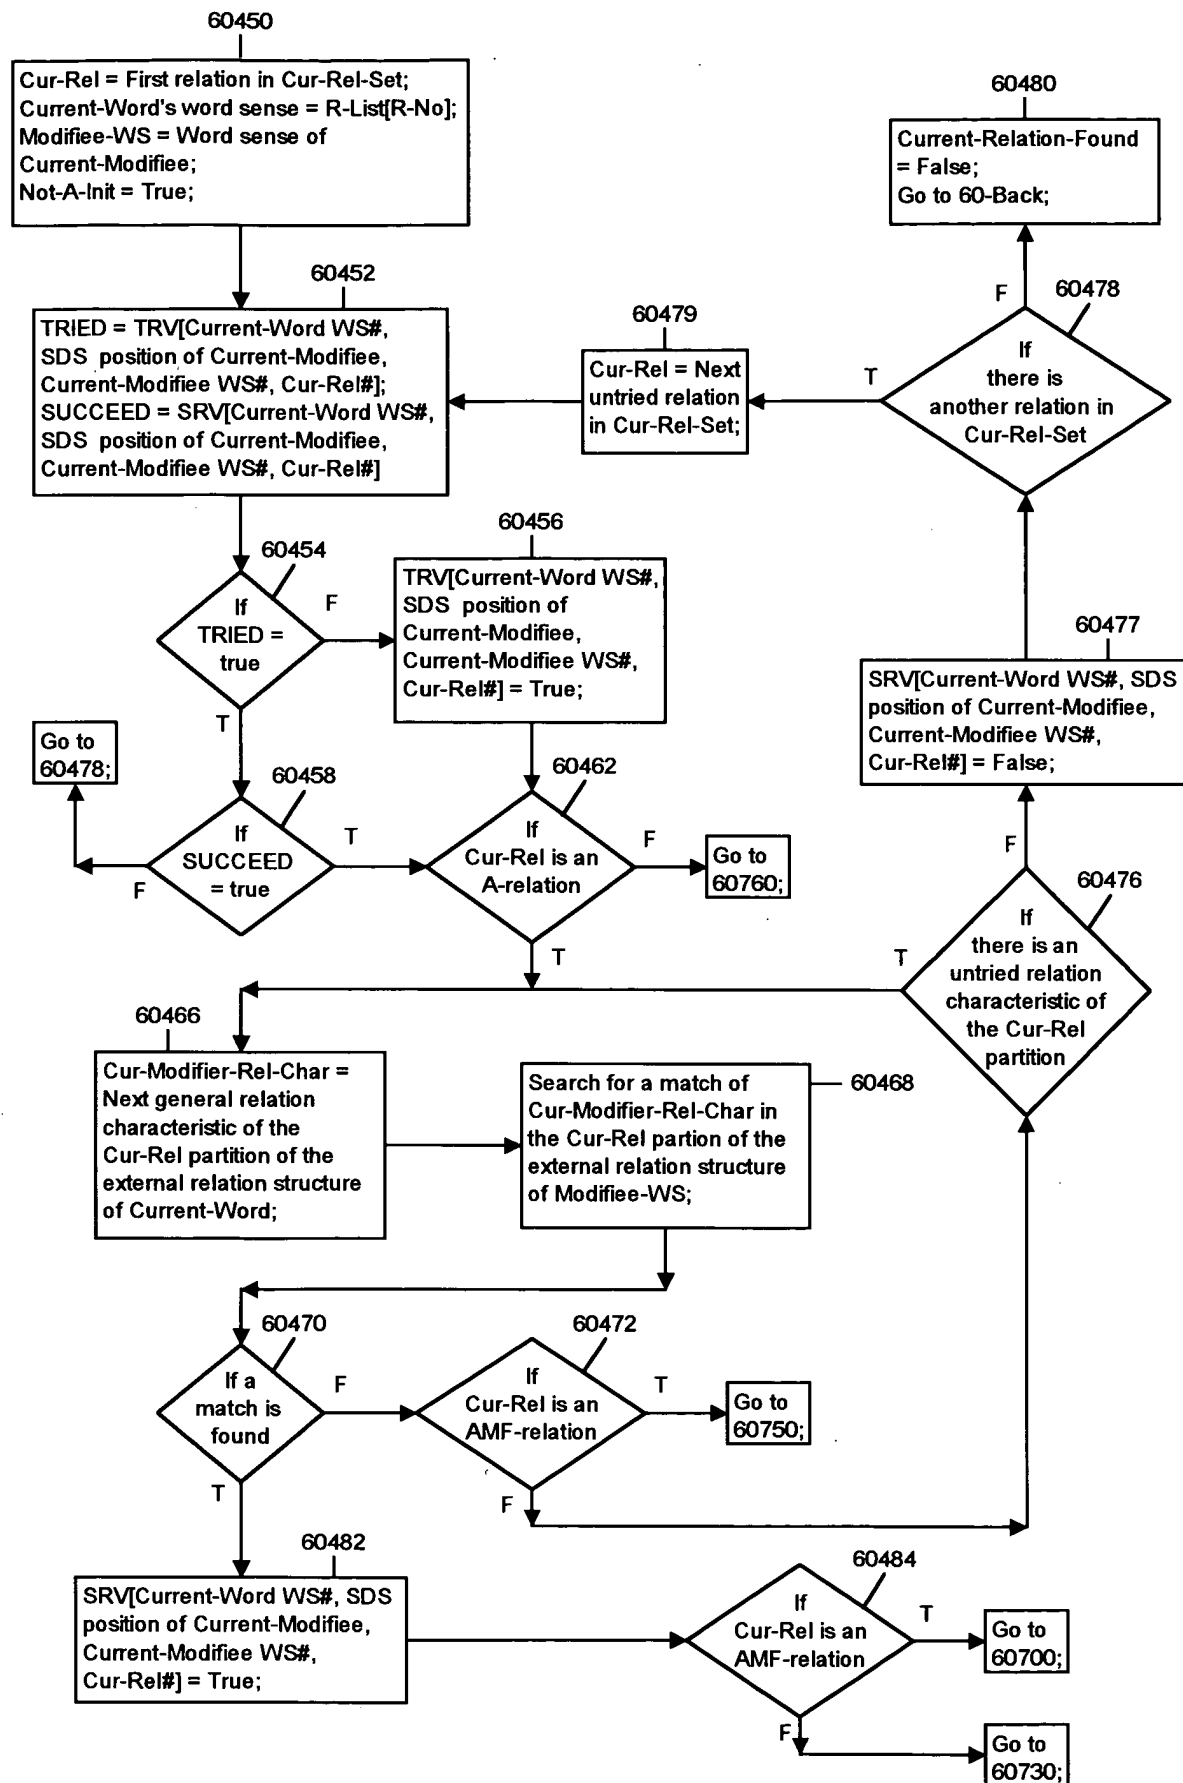 60450
Cur-Rel = First relation in Cur-Rel-Set;
Current-Word's word sense = R-List[R-No];
Modifiee-WS = Word sense of
Current-Modifiee;
Not-A-Init = True;
60480
Current-Relation-Found
= False;
Go to 60-Back;
60452
TRIED = TRV[Current-Word WS#,
SDS position of Current-Modifiee,
Current-Modifiee WS#, Cur-Rel#];
SUCCEED = SRV[Current-Word WS#,
SDS position of Current-Modifiee,
Current-Modifiee WS#, Cur-Rel#]
60479
Cur-Rel = Next
untried relation
in Cur-Rel-Set;
T
F
60478
If
there is
another relation in
Cur-Rel-Set
60454
If
TRIED =
true
F
T
60456
TRV[Current-Word WS#,
SDS position of
Current-Modifiee,
Current-Modifiee WS#,
Cur-Rel#] = True;
60477
SRV[Current-Word WS#, SDS
position of Current-Modifiee,
Current-Modifiee WS#,
Cur-Rel#] = False;
Go to
60478;
60458
If
SUCCEED
= true
F
T
60462
If
Cur-Rel is an
A-relation
F
T
Go to
60760;
F
60476
If
there is an
untried relation
characteristic of
the Cur-Rel
partition
T
60466
Cur-Modifier-Rel-Char =
Next general relation
characteristic of the
Cur-Rel partition of the
external relation structure
of Current-Word;
60468
Search for a match of
Cur-Modifier-Rel-Char in
the Cur-Rel partion of the
external relation structure
of Modifiee-WS;
60470
If a
match is
found
F
T
60472
If
Cur-Rel is an
AMF-relation
T
F
Go to
60750;
60482
SRV[Current-Word WS#, SDS
position of Current-Modifiee,
Current-Modifiee WS#,
Cur-Rel#] = True;
60484
If
Cur-Rel is an
AMF-relation
T
Go to
60700;
F
Go to
60730;